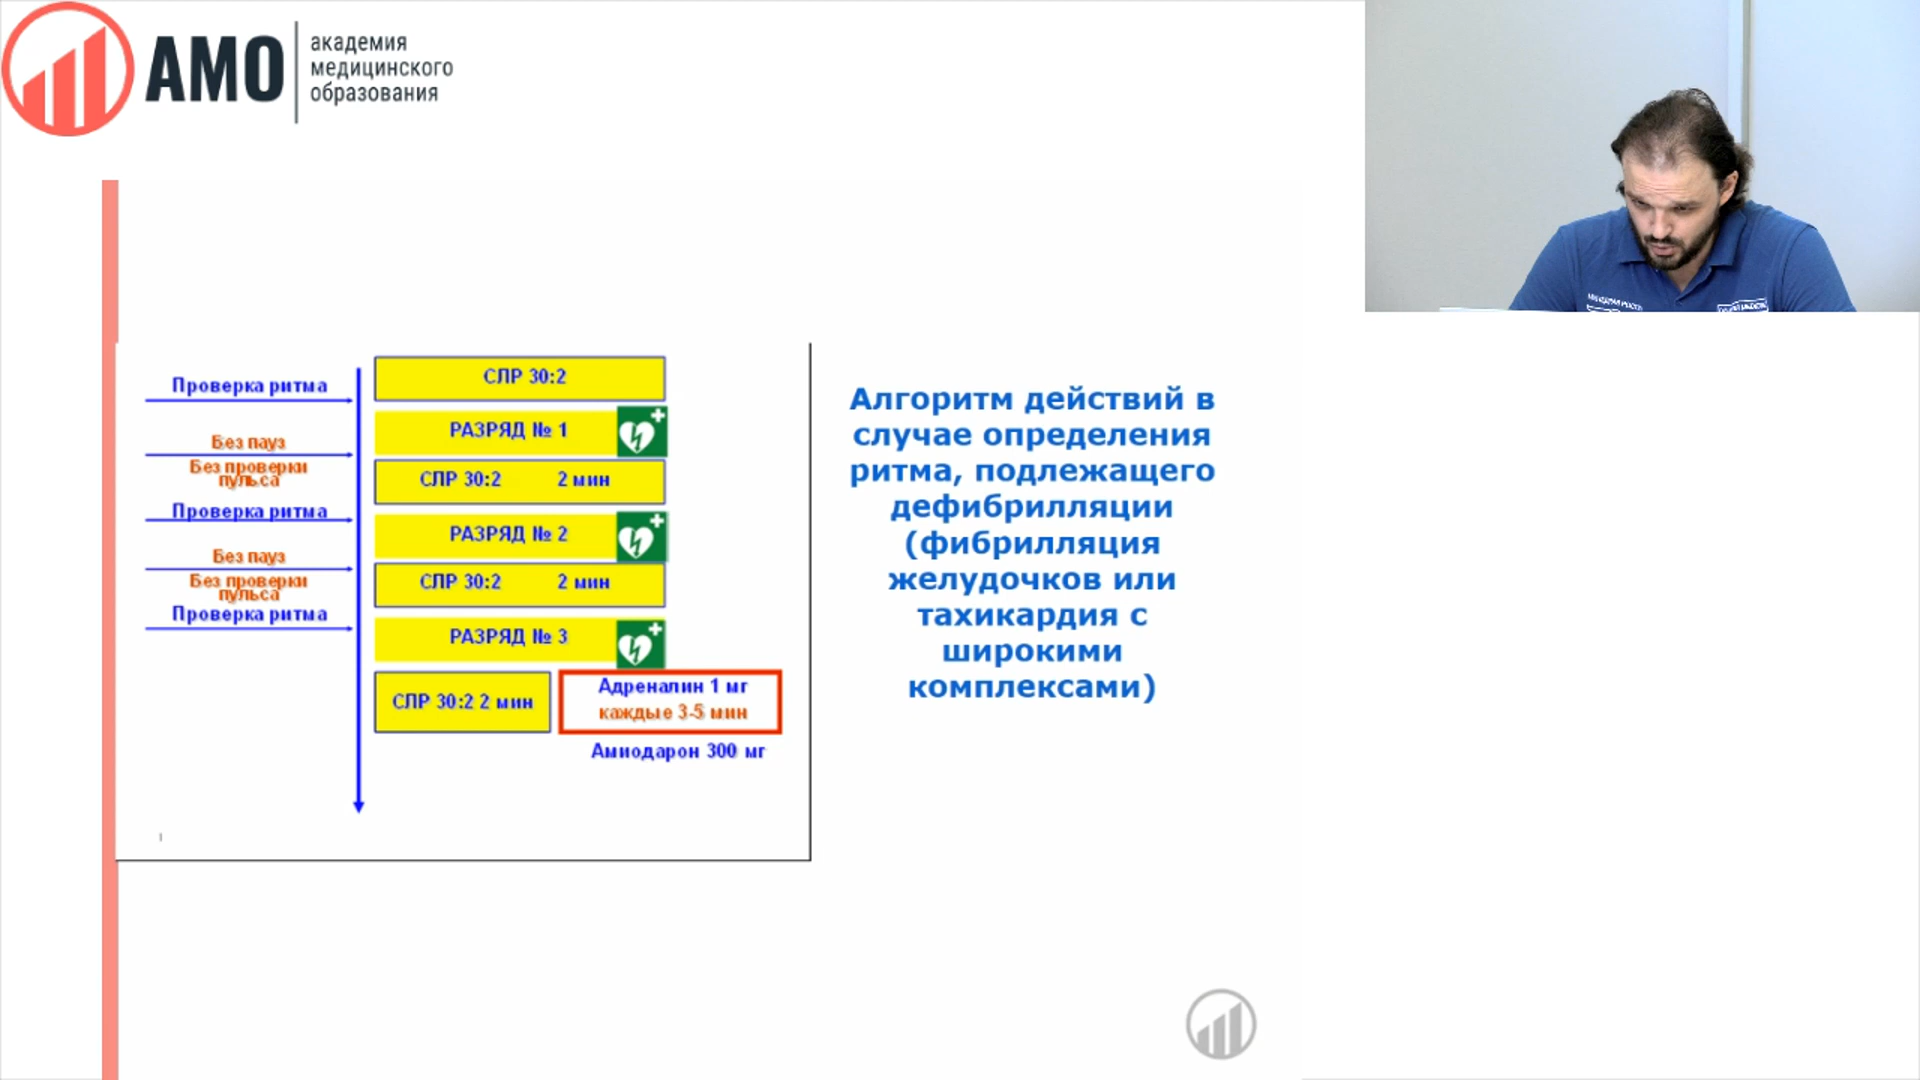 АМО
академия
медицинского
образования
Проверка ритма
СЛР 30:2
РАЗРЯД № 1
Без пауз
Без проверки
пульса
СЛР 30:2 2 мин
Проверка ритма
РАЗРЯД № 2
Без пауз
Без проверки
пульса
СЛР 30:2 2 мин
Проверка ритма
РАЗРЯД № 3
СЛР 30:2 2 мин
Адреналин 1 мг
каждые 3-5 мин
Амиодарон 300 мг
Алгоритм действий в
случае определения
ритма, подлежащего
дефибрилляции
(фибрилляция
желудочков или
тахикардия с
широкими
комплексами)